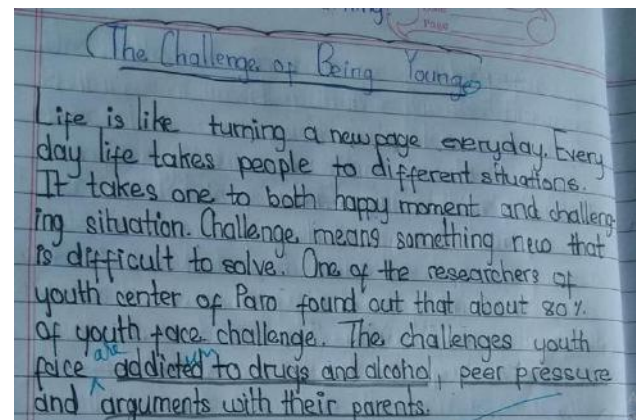 Page
The Challenge of Being Young
Life is like turning a new page everyday. Every
day life takes people to different situations.
It takes one to both happy moment and challeng-
ing situation. Challenge means something new that
is difficult to solve. One of the researchers of
youth center of Paro found out that about 80%
of youth face challenge. The challenges youth
face are addicted to drugs and alcohol, peer pressure
and arguments with their parents.